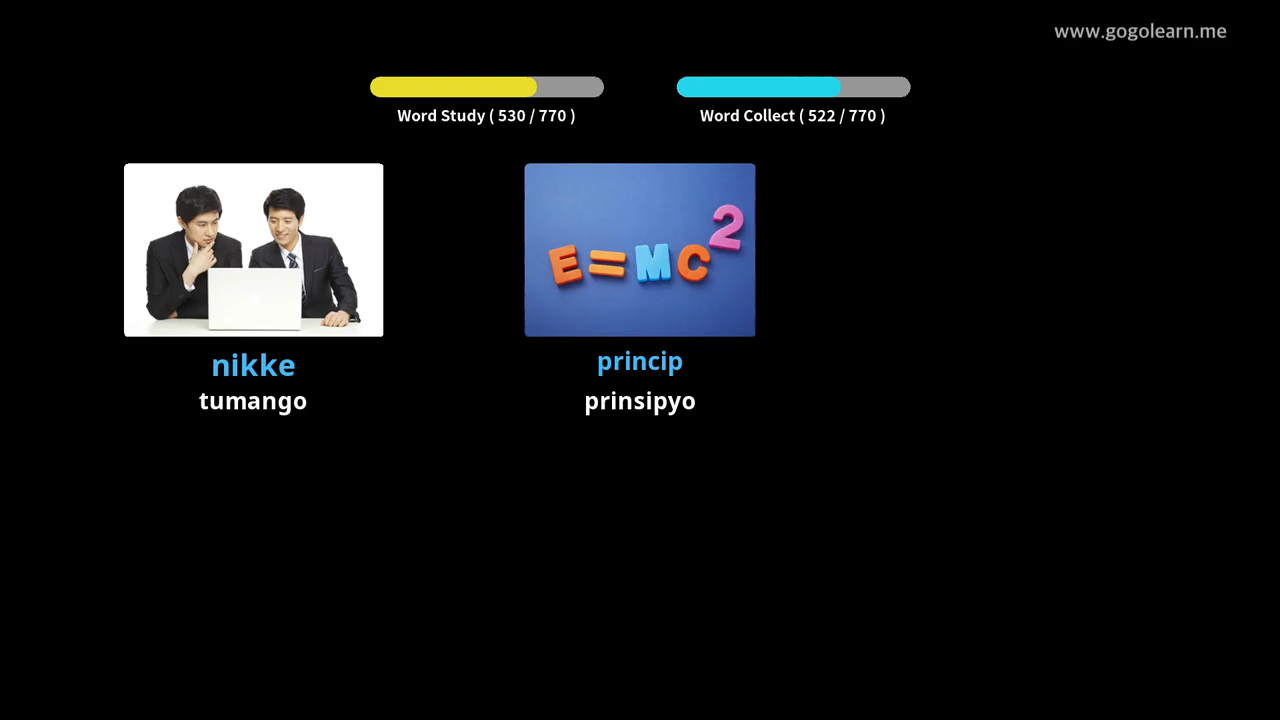 www.gogolearn.me
Word Study ( 530 / 770 )
Word Collect ( 522 / 770 )
E=MC2
nikke
tumango
princip
prinsipyo